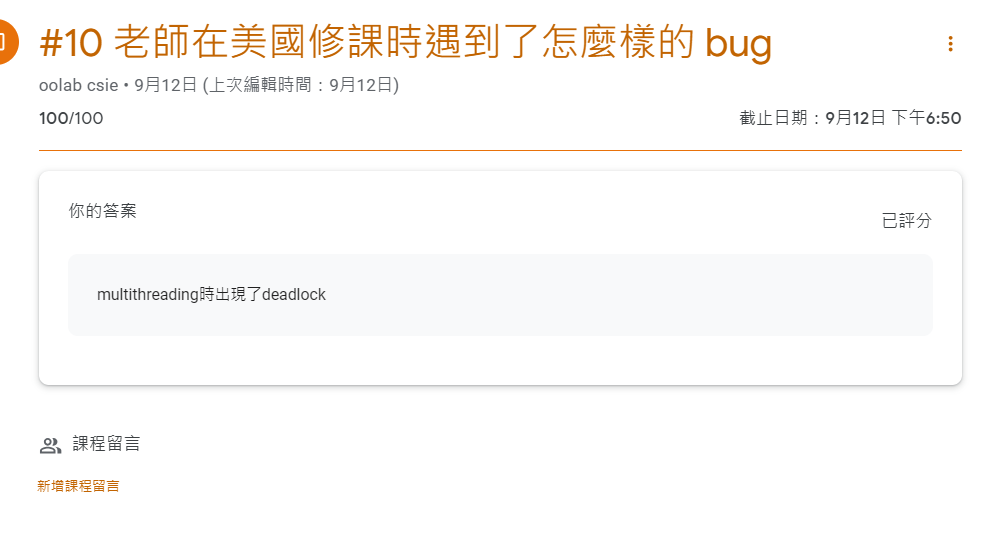 #10 老師在美國修課時遇到了怎麼樣的 bug
oolab csie • 9月12日 (上次編輯時間：9月12日)
100/100 截止日期：9月12日 下午6:50
你的答案
已評分
multithreading時出現了deadlock
課程留言
新增課程留言